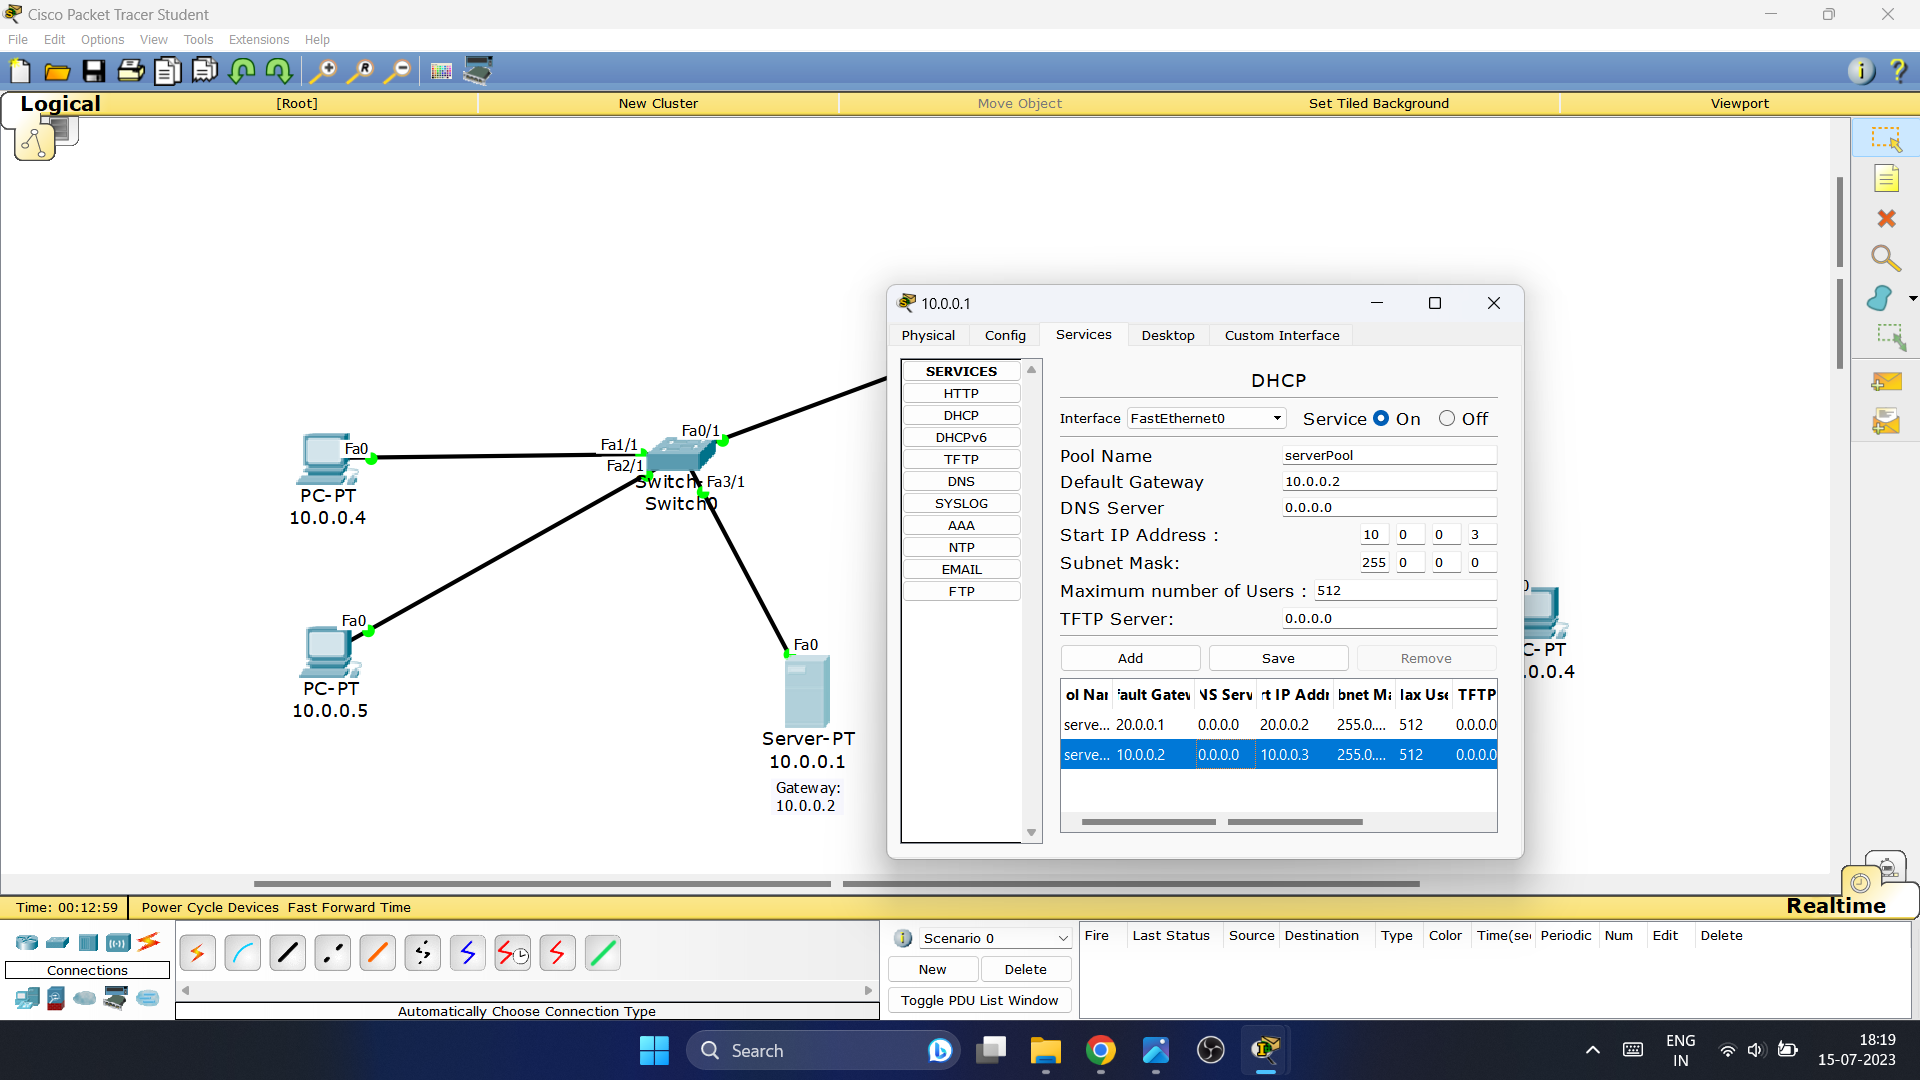 Cisco Packet Tracer Student
File Edit Options View Tools Extensions Help
Logical [Root] New Cluster Move Object Set Tiled Background Viewport
10.0.0.1
Physical Config Services Desktop Custom Interface
SERVICES
HTTP
DHCP
DHCPv6
TFTP
DNS
SYSLOG
AAA
NTP
EMAIL
FTP
DHCP
Interface FastEthernet0 Service On Off
Pool Name serverPool
Default Gateway 10.0.0.2
DNS Server 0.0.0.0
Start IP Address : 10 0 0 3
Subnet Mask: 255 0 0 0
Maximum number of Users : 512
TFTP Server: 0.0.0.0
Add Save Remove
ol Nar fault Gatew NS Serv rt IP Addr bnet Ma Max Use TFTP
serve... 20.0.0.1 0.0.0.0 20.0.0.2 255.0.... 512 0.0.0.0
serve... 10.0.0.2 0.0.0.0 10.0.0.3 255.0.... 512 0.0.0.0
Fa0
PC-PT
10.0.0.4
Fa1/1
Fa2/1
Fa0/1
Fa3/1
Switch-
Switch0
Fa0
PC-PT
10.0.0.5
Fa0
Server-PT
10.0.0.1
Gateway:
10.0.0.2
0
C-PT
.0.0.4
Time: 00:12:59 Power Cycle Devices Fast Forward Time
Realtime
Connections
Automatically Choose Connection Type
Scenario 0
New Delete
Toggle PDU List Window
Fire Last Status Source Destination Type Color Time(sec Periodic Num Edit Delete
Search
ENG
IN
18:19
15-07-2023